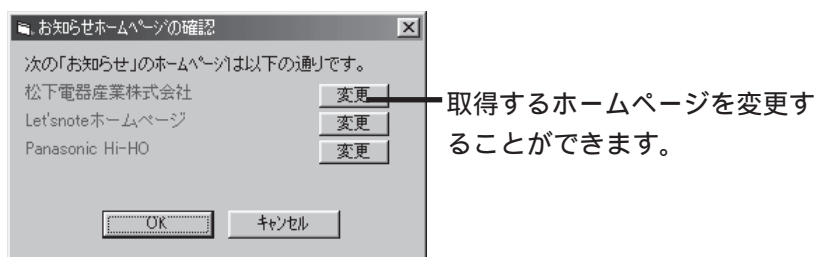 お知らせホームページの確認
次の「お知らせ」のホームページは以下の通りです。
松下電器産業株式会社 変更
Let'snoteホームページ 変更
Panasonic Hi-HO 変更
OK キャンセル
取得するホームページを変更す
ることができます。